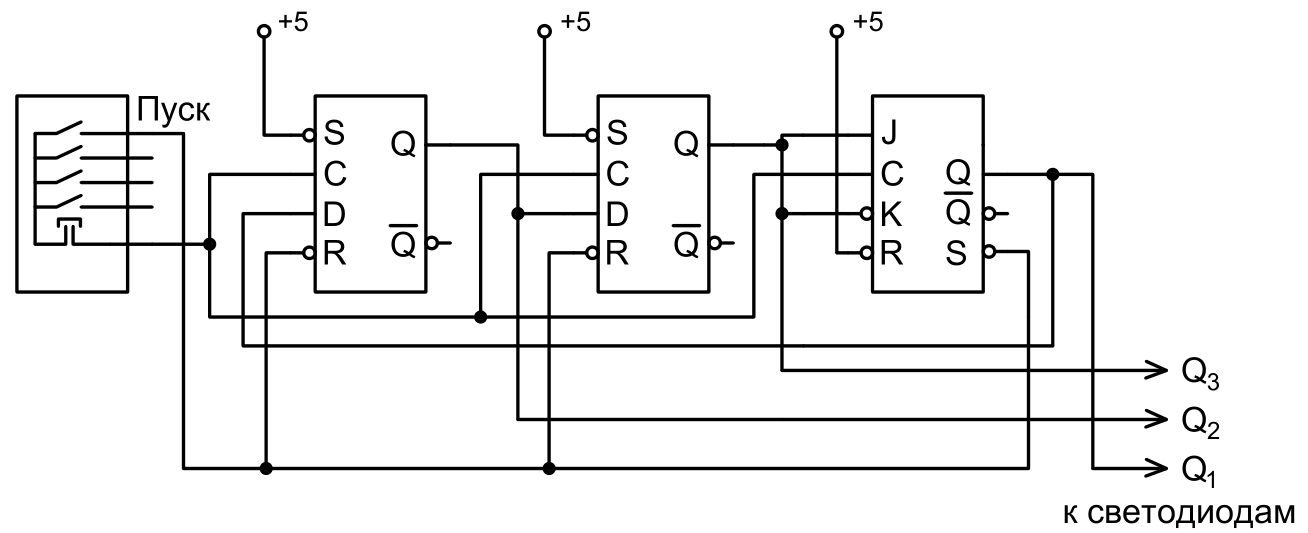 +5 +5 +5
Пуск
S Q S Q J
C C C Q
D D Q̅ K
R Q̅ R Q̅ R S
Q₃
Q₂
Q₁
к светодиодам